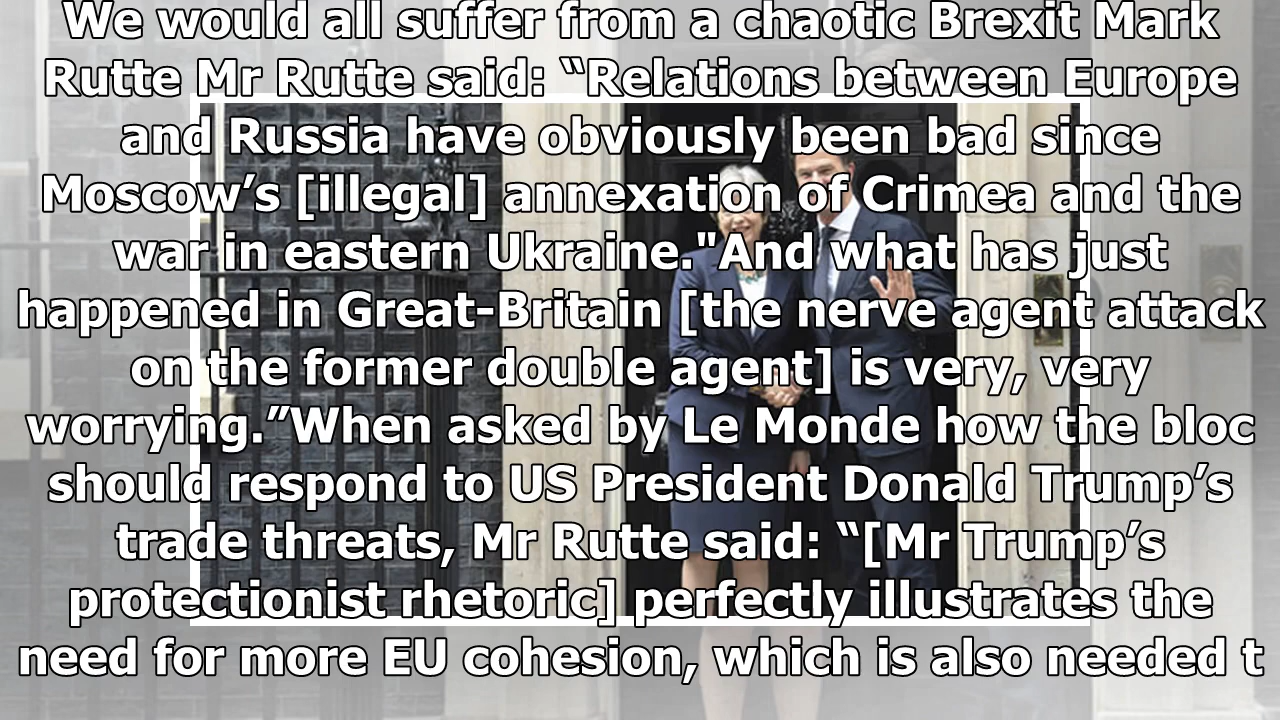 We would all suffer from a chaotic Brexit Mark
Rutte Mr Rutte said: “Relations between Europe
and Russia have obviously been bad since
Moscow’s [illegal] annexation of Crimea and the
war in eastern Ukraine."And what has just
happened in Great-Britain [the nerve agent attack
on the former double agent] is very, very
worrying.”When asked by Le Monde how the bloc
should respond to US President Donald Trump’s
trade threats, Mr Rutte said: “[Mr Trump’s
protectionist rhetoric] perfectly illustrates the
need for more EU cohesion, which is also needed t